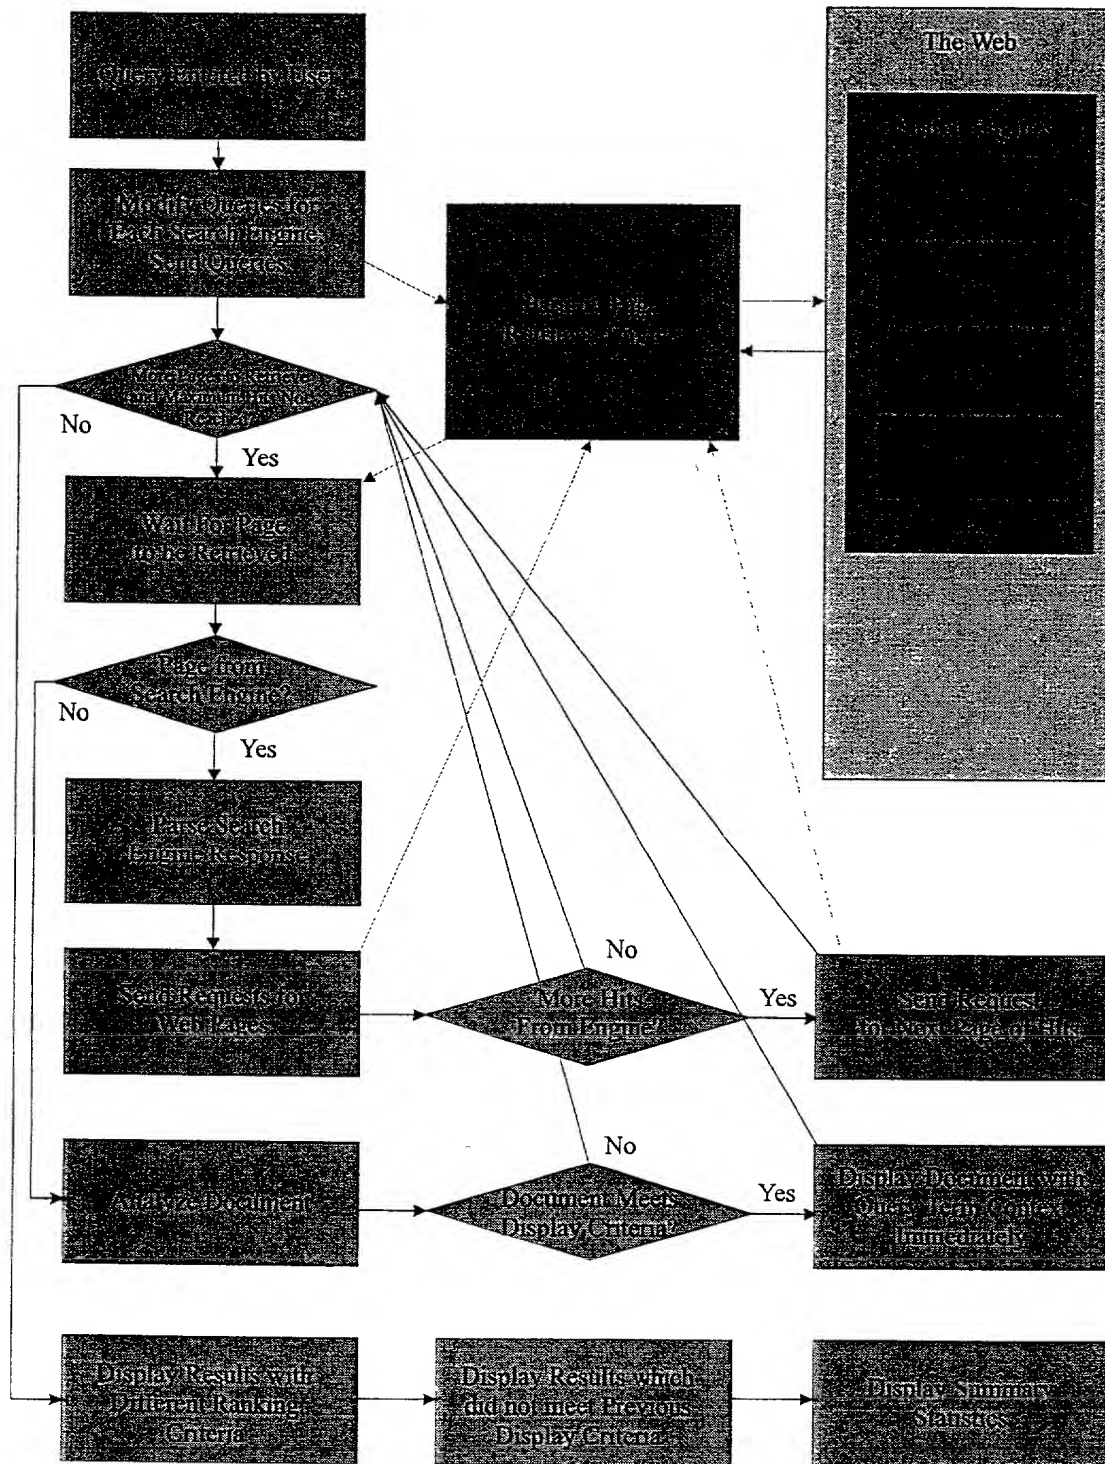 The Web
Query Entered by User
Search Engines
Modify Queries for
Each Search Engine,
Send Queries
Parallel Page
Retrieval Engine
More Pages to Retrieve
and Maximum Hits Not
No
Yes
Wait For Page
to be Retrieved
Page from
Search Engine?
No
Yes
Parse Search
Engine Response
No
Send Requests for
Web Pages
More Hits
From Engine?
Yes
Send Request
for Next Page of Hits
No
Analyze Document
Document Meets
Display Criteria?
Yes
Display Document with
Query Term Context
Immediately
Display Results with
Different Ranking
Criteria
Display Results which
did not meet Previous
Display Criteria
Display Summary
Statistics